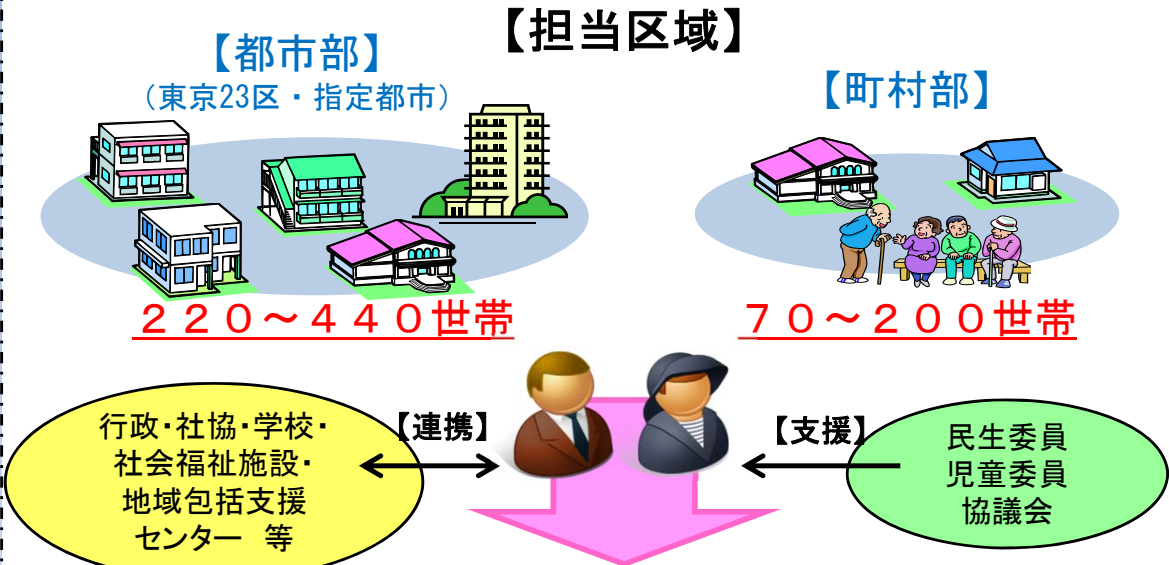 【担当区域】
【都市部】
（東京23区・指定都市）
【町村部】
２２０～４４０世帯
７０～２００世帯
行政・社協・学校・
社会福祉施設・
地域包括支援
センター　等
【連携】
【支援】
民生委員
児童委員
協議会